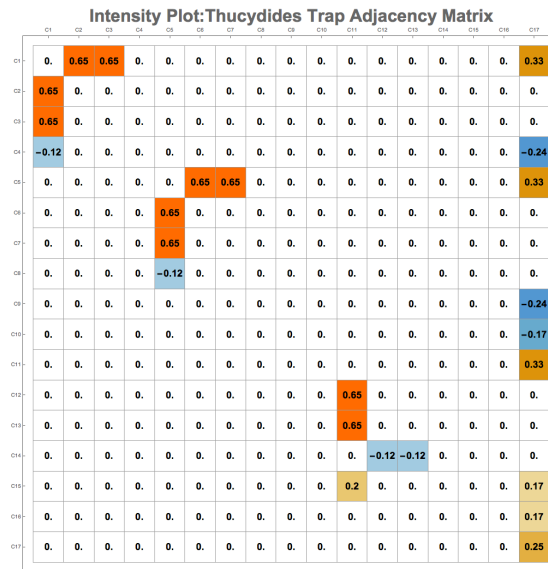 Intensity Plot:Thucydides Trap Adjacency Matrix
C1 C2 C3 C4 C5 C6 C7 C8 C9 C10 C11 C12 C13 C14 C15 C16 C17
C1 0. 0.65 0.65 0. 0. 0. 0. 0. 0. 0. 0. 0. 0. 0. 0. 0. 0.33
C2 0.65 0. 0. 0. 0. 0. 0. 0. 0. 0. 0. 0. 0. 0. 0. 0. 0.
C3 0.65 0. 0. 0. 0. 0. 0. 0. 0. 0. 0. 0. 0. 0. 0. 0. 0.
C4 −0.12 0. 0. 0. 0. 0. 0. 0. 0. 0. 0. 0. 0. 0. 0. 0. −0.24
C5 0. 0. 0. 0. 0. 0.65 0.65 0. 0. 0. 0. 0. 0. 0. 0. 0. 0.33
C6 0. 0. 0. 0. 0.65 0. 0. 0. 0. 0. 0. 0. 0. 0. 0. 0. 0.
C7 0. 0. 0. 0. 0.65 0. 0. 0. 0. 0. 0. 0. 0. 0. 0. 0. 0.
C8 0. 0. 0. 0. −0.12 0. 0. 0. 0. 0. 0. 0. 0. 0. 0. 0. 0.
C9 0. 0. 0. 0. 0. 0. 0. 0. 0. 0. 0. 0. 0. 0. 0. 0. −0.24
C10 0. 0. 0. 0. 0. 0. 0. 0. 0. 0. 0. 0. 0. 0. 0. 0. −0.17
C11 0. 0. 0. 0. 0. 0. 0. 0. 0. 0. 0. 0. 0. 0. 0. 0. 0.33
C12 0. 0. 0. 0. 0. 0. 0. 0. 0. 0. 0.65 0. 0. 0. 0. 0. 0.
C13 0. 0. 0. 0. 0. 0. 0. 0. 0. 0. 0.65 0. 0. 0. 0. 0. 0.
C14 0. 0. 0. 0. 0. 0. 0. 0. 0. 0. 0. −0.12 −0.12 0. 0. 0. 0.
C15 0. 0. 0. 0. 0. 0. 0. 0. 0. 0. 0.2 0. 0. 0. 0. 0. 0.17
C16 0. 0. 0. 0. 0. 0. 0. 0. 0. 0. 0. 0. 0. 0. 0. 0. 0.17
C17 0. 0. 0. 0. 0. 0. 0. 0. 0. 0. 0. 0. 0. 0. 0. 0. 0.25